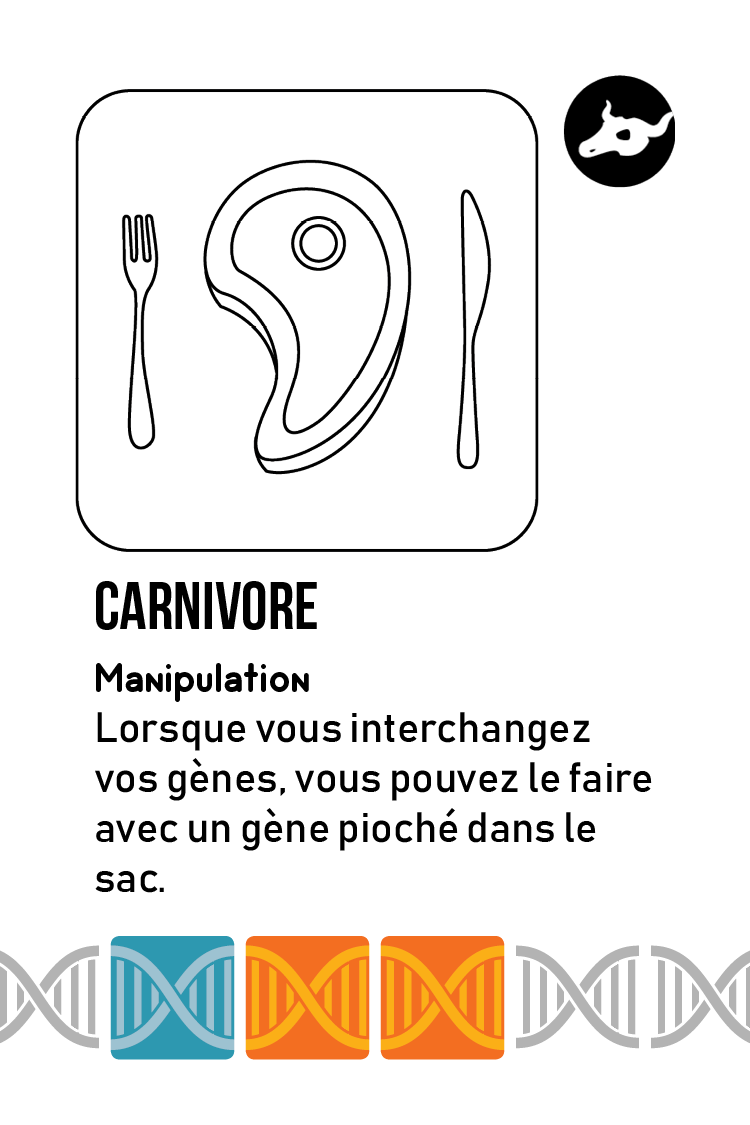 CARNIVORE
Manipulation
Lorsque vous interchangez
vos gènes, vous pouvez le faire
avec un gène pioché dans le
sac.